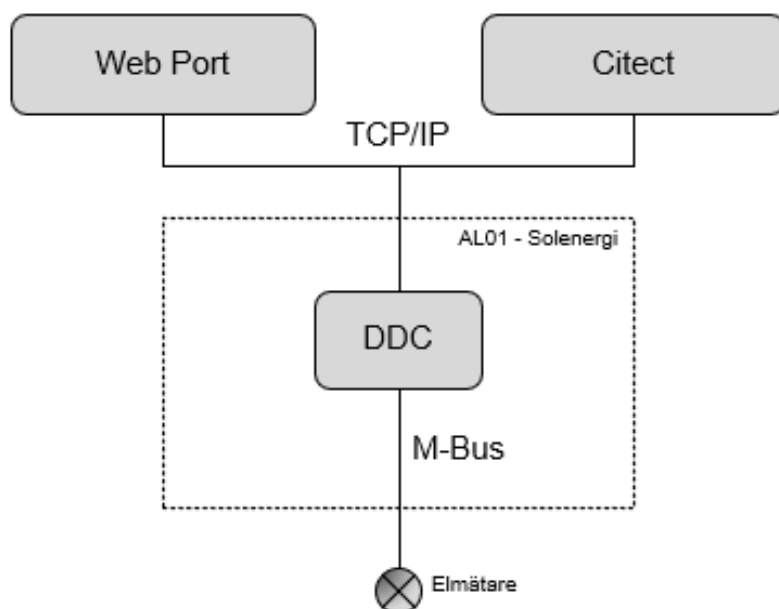 Web Port
Citect
TCP/IP
AL01 - Solenergi
DDC
M-Bus
Elmätare